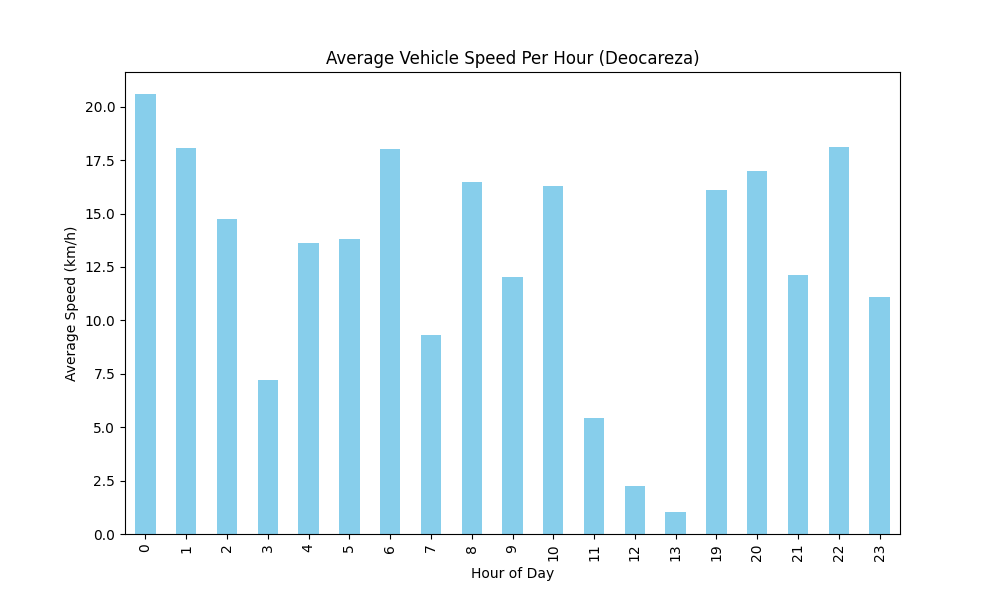 Average Vehicle Speed Per Hour (Deocareza)
20.0
17.5
15.0
12.5
10.0
7.5
5.0
2.5
0.0
Average Speed (km/h)
0 1 2 3 4 5 6 7 8 9 10 11 12 13 19 20 21 22 23
Hour of Day